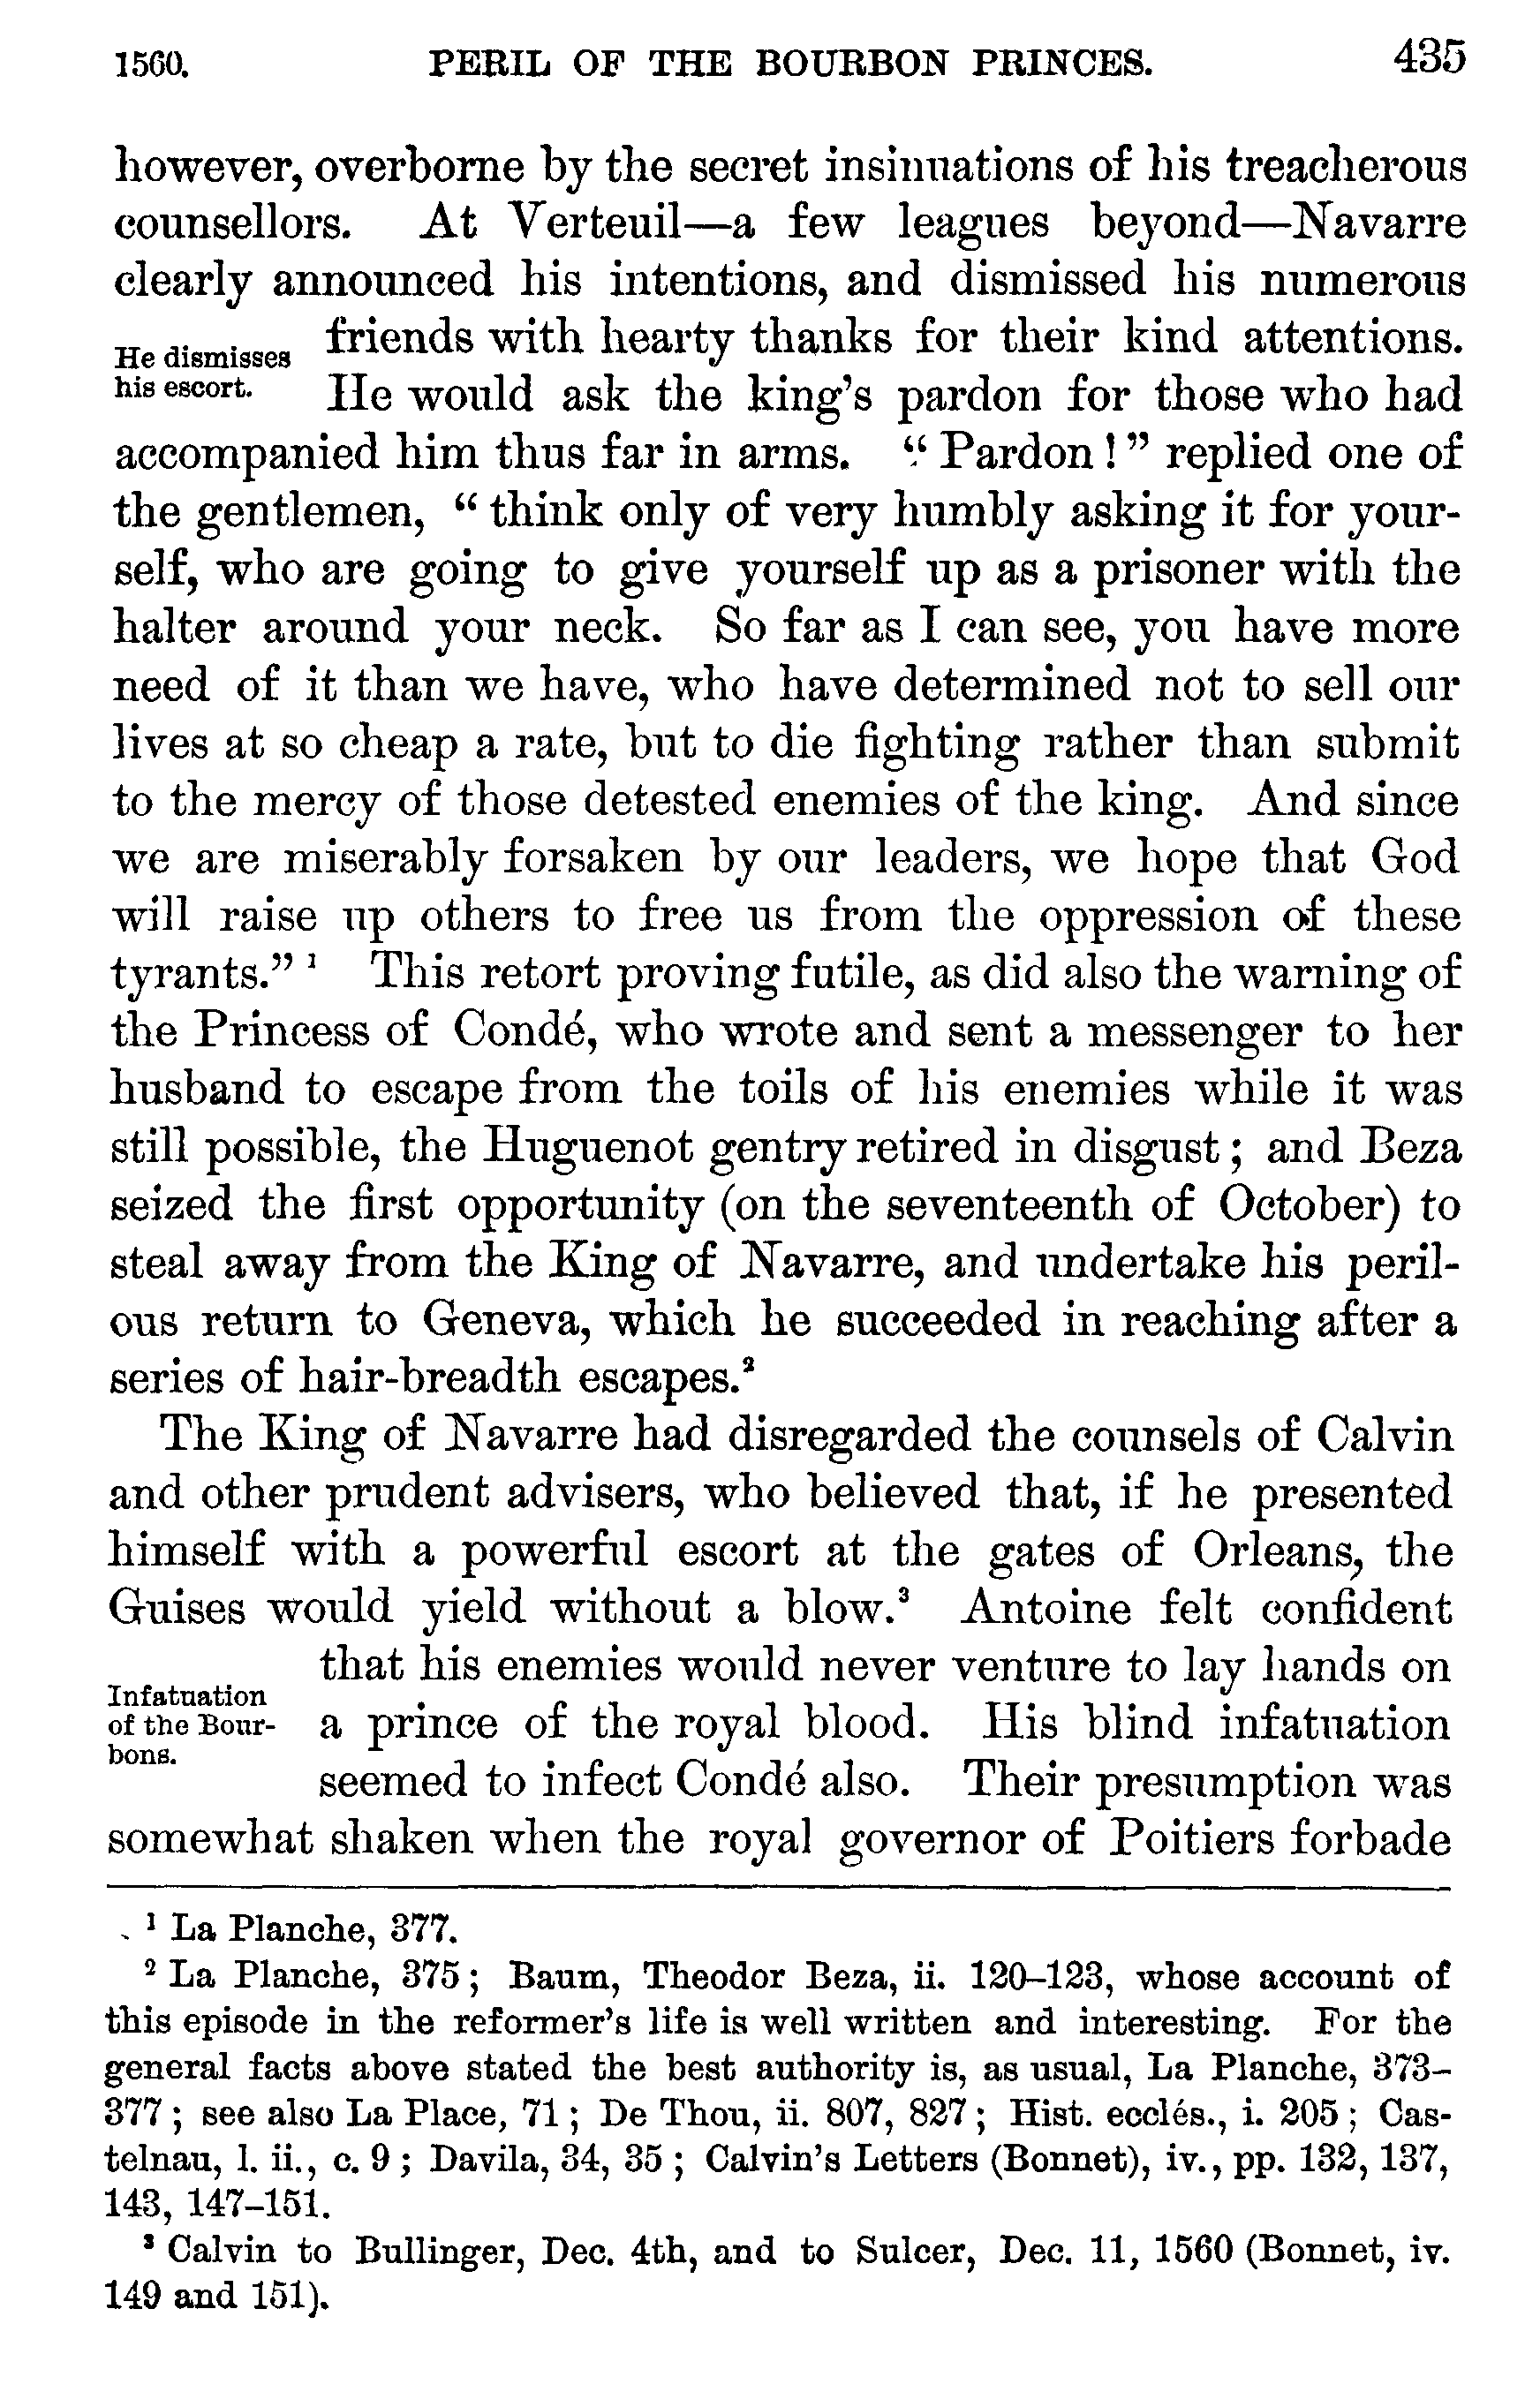 1560. PERIL OF THE BOURBON PRINCES. 435
however, overborne by the secret insinuations of his treacherous
counsellors. At Verteuil—a few leagues beyond—Navarre
clearly announced his intentions, and dismissed his numerous
friends with hearty thanks for their kind attentions.
He dismisses
his escort.
He would ask the king's pardon for those who had
accompanied him thus far in arms. "Pardon!" replied one of
the gentlemen, "think only of very humbly asking it for your-
self, who are going to give yourself up as a prisoner with the
halter around your neck. So far as I can see, you have more
need of it than we have, who have determined not to sell our
lives at so cheap a rate, but to die fighting rather than submit
to the mercy of those detested enemies of the king. And since
we are miserably forsaken by our leaders, we hope that God
will raise up others to free us from the oppression of these
tyrants." ¹ This retort proving futile, as did also the warning of
the Princess of Condé, who wrote and sent a messenger to her
husband to escape from the toils of his enemies while it was
still possible, the Huguenot gentry retired in disgust; and Beza
seized the first opportunity (on the seventeenth of October) to
steal away from the King of Navarre, and undertake his peril-
ous return to Geneva, which he succeeded in reaching after a
series of hair-breadth escapes.²
The King of Navarre had disregarded the counsels of Calvin
and other prudent advisers, who believed that, if he presented
himself with a powerful escort at the gates of Orleans, the
Guises would yield without a blow.³ Antoine felt confident
that his enemies would never venture to lay hands on
Infatuation
of the Bour-
bons.
a prince of the royal blood. His blind infatuation
seemed to infect Condé also. Their presumption was
somewhat shaken when the royal governor of Poitiers forbade
¹ La Planche, 377.
² La Planche, 375; Baum, Theodor Beza, ii. 120–123, whose account of
this episode in the reformer's life is well written and interesting. For the
general facts above stated the best authority is, as usual, La Planche, 373–
377; see also La Place, 71; De Thou, ii. 807, 827; Hist. ecclés., i. 205; Cas-
telnau, l. ii., c. 9; Davila, 34, 35; Calvin's Letters (Bonnet), iv., pp. 132, 137,
143, 147–151.
³ Calvin to Bullinger, Dec. 4th, and to Sulcer, Dec. 11, 1560 (Bonnet, iv.
149 and 151).